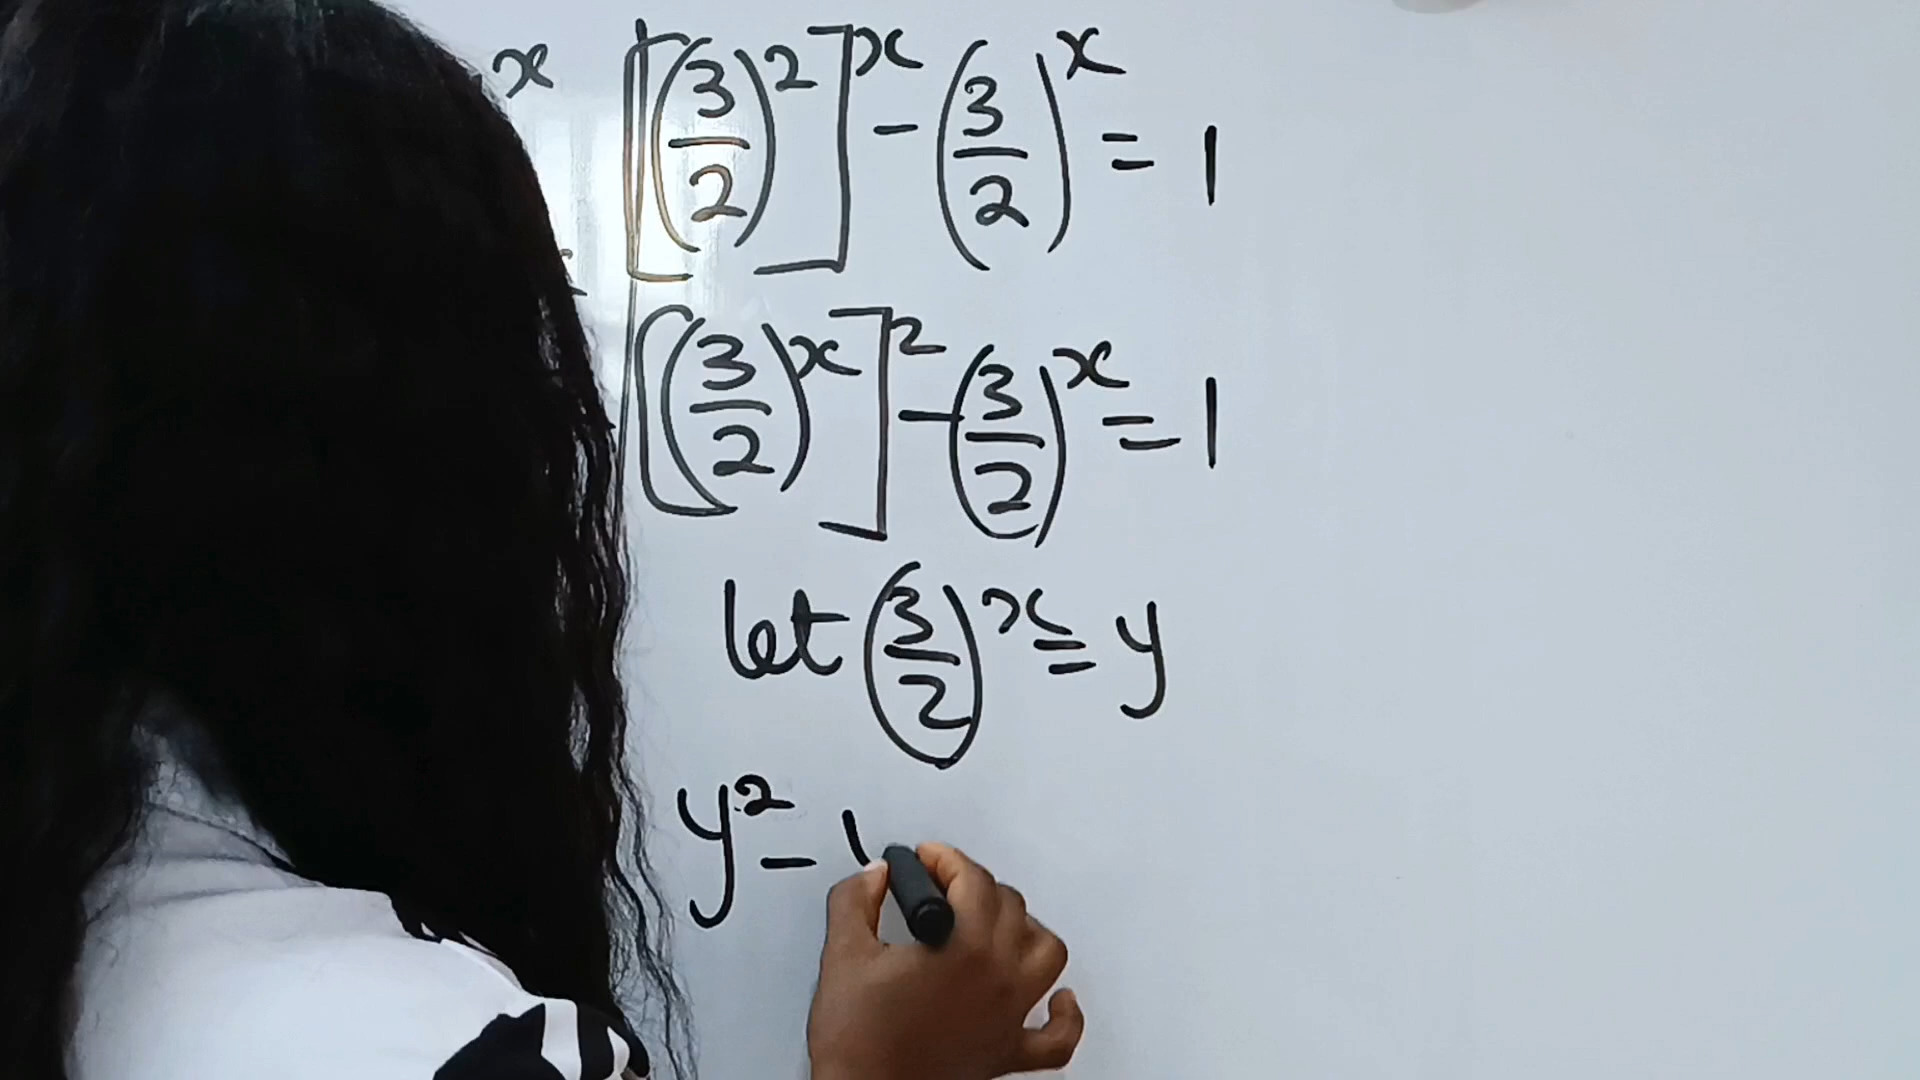 x [(3/2)^2]^x - (3/2)^x = 1
[(3/2)^x]^2 - (3/2)^x = 1
let (3/2)^x = y
y^2 -